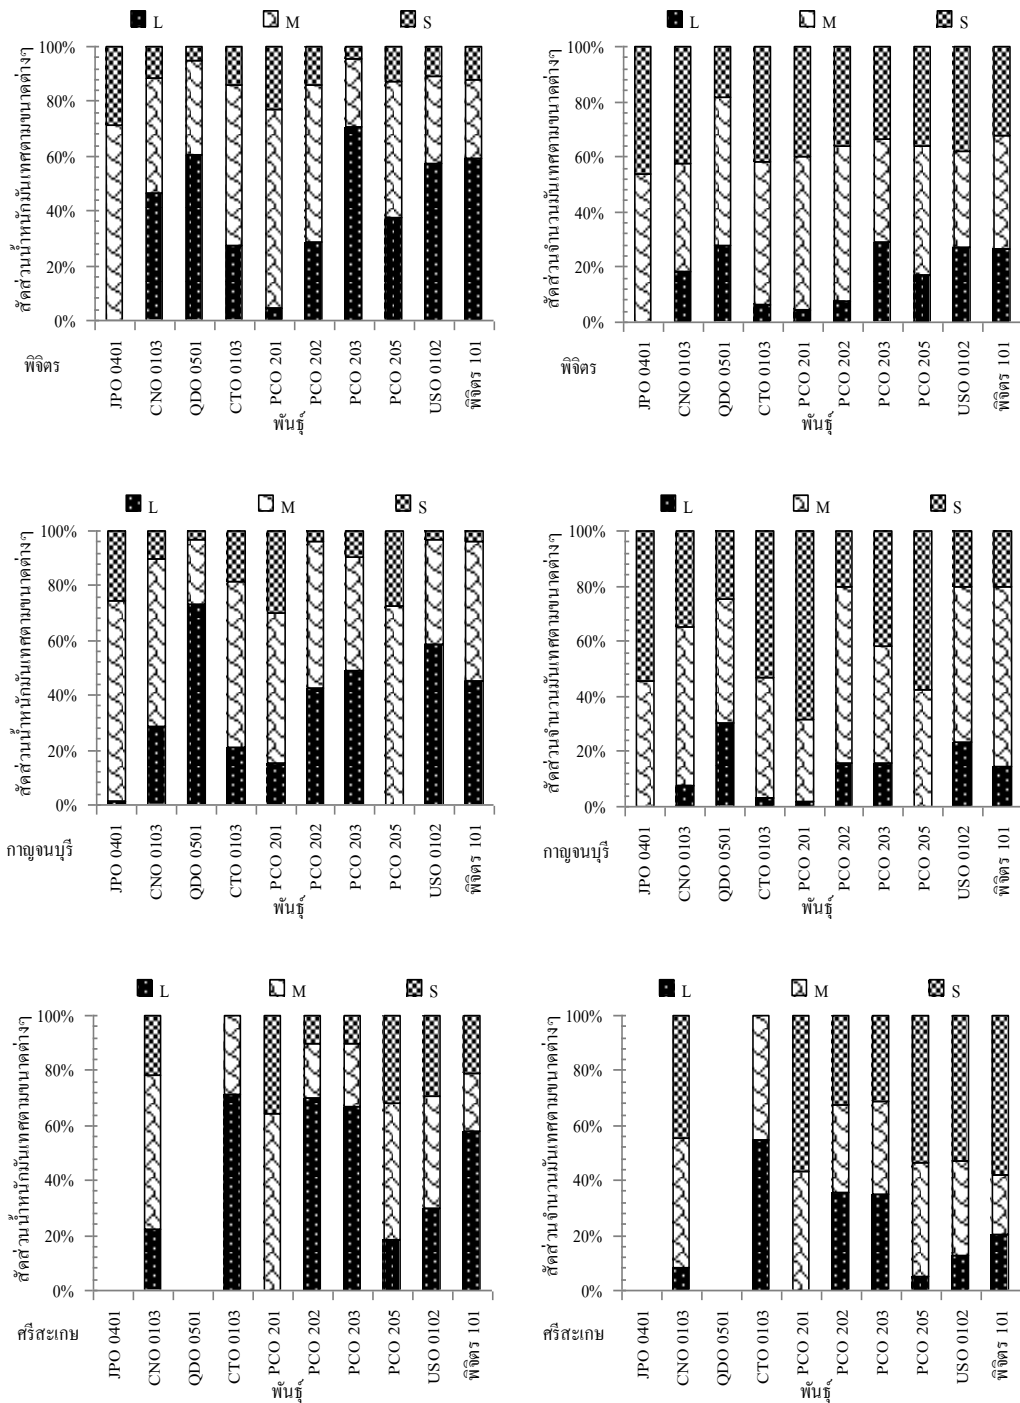 L M S
สัดส่วนน้ำหนักมันเทศตามขนาดต่างๆ
100%
80%
60%
40%
20%
0%
พิจิตร
JPO 0401
CNO 0103
QDO 0501
CTO 0103
PCO 201
PCO 202
PCO 203
PCO 205
USO 0102
พิจิตร 101
พันธุ์
L M S
สัดส่วนจำนวนมันเทศตามขนาดต่างๆ
100%
80%
60%
40%
20%
0%
พิจิตร
JPO 0401
CNO 0103
QDO 0501
CTO 0103
PCO 201
PCO 202
PCO 203
PCO 205
USO 0102
พิจิตร 101
พันธุ์
L M S
สัดส่วนน้ำหนักมันเทศตามขนาดต่างๆ
100%
80%
60%
40%
20%
0%
กาญจนบุรี
JPO 0401
CNO 0103
QDO 0501
CTO 0103
PCO 201
PCO 202
PCO 203
PCO 205
USO 0102
พิจิตร 101
พันธุ์
L M S
สัดส่วนจำนวนมันเทศตามขนาดต่างๆ
100%
80%
60%
40%
20%
0%
กาญจนบุรี
JPO 0401
CNO 0103
QDO 0501
CTO 0103
PCO 201
PCO 202
PCO 203
PCO 205
USO 0102
พิจิตร 101
พันธุ์
L M S
สัดส่วนน้ำหนักมันเทศตามขนาดต่างๆ
100%
80%
60%
40%
20%
0%
ศรีสะเกษ
JPO 0401
CNO 0103
QDO 0501
CTO 0103
PCO 201
PCO 202
PCO 203
PCO 205
USO 0102
พิจิตร 101
พันธุ์
L M S
สัดส่วนจำนวนมันเทศตามขนาดต่างๆ
100%
80%
60%
40%
20%
0%
ศรีสะเกษ
JPO 0401
CNO 0103
QDO 0501
CTO 0103
PCO 201
PCO 202
PCO 203
PCO 205
USO 0102
พิจิตร 101
พันธุ์